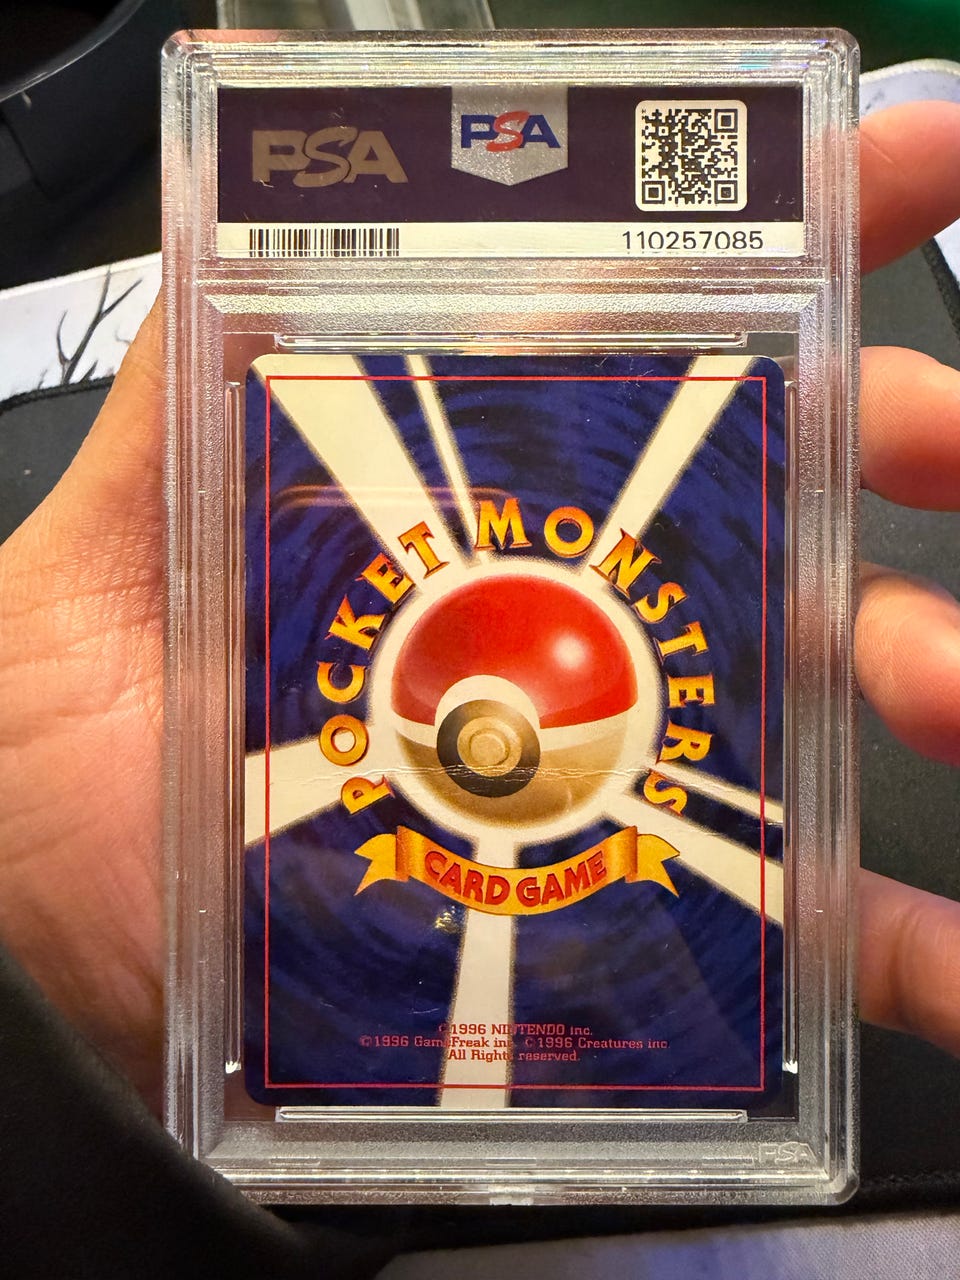 PSA
PSA
110257085
POCKET MONSTERS
CARD GAME
©1996 NINTENDO inc.
©1996 GameFreak inc. ©1996 Creatures inc.
All Rights reserved.
PSA